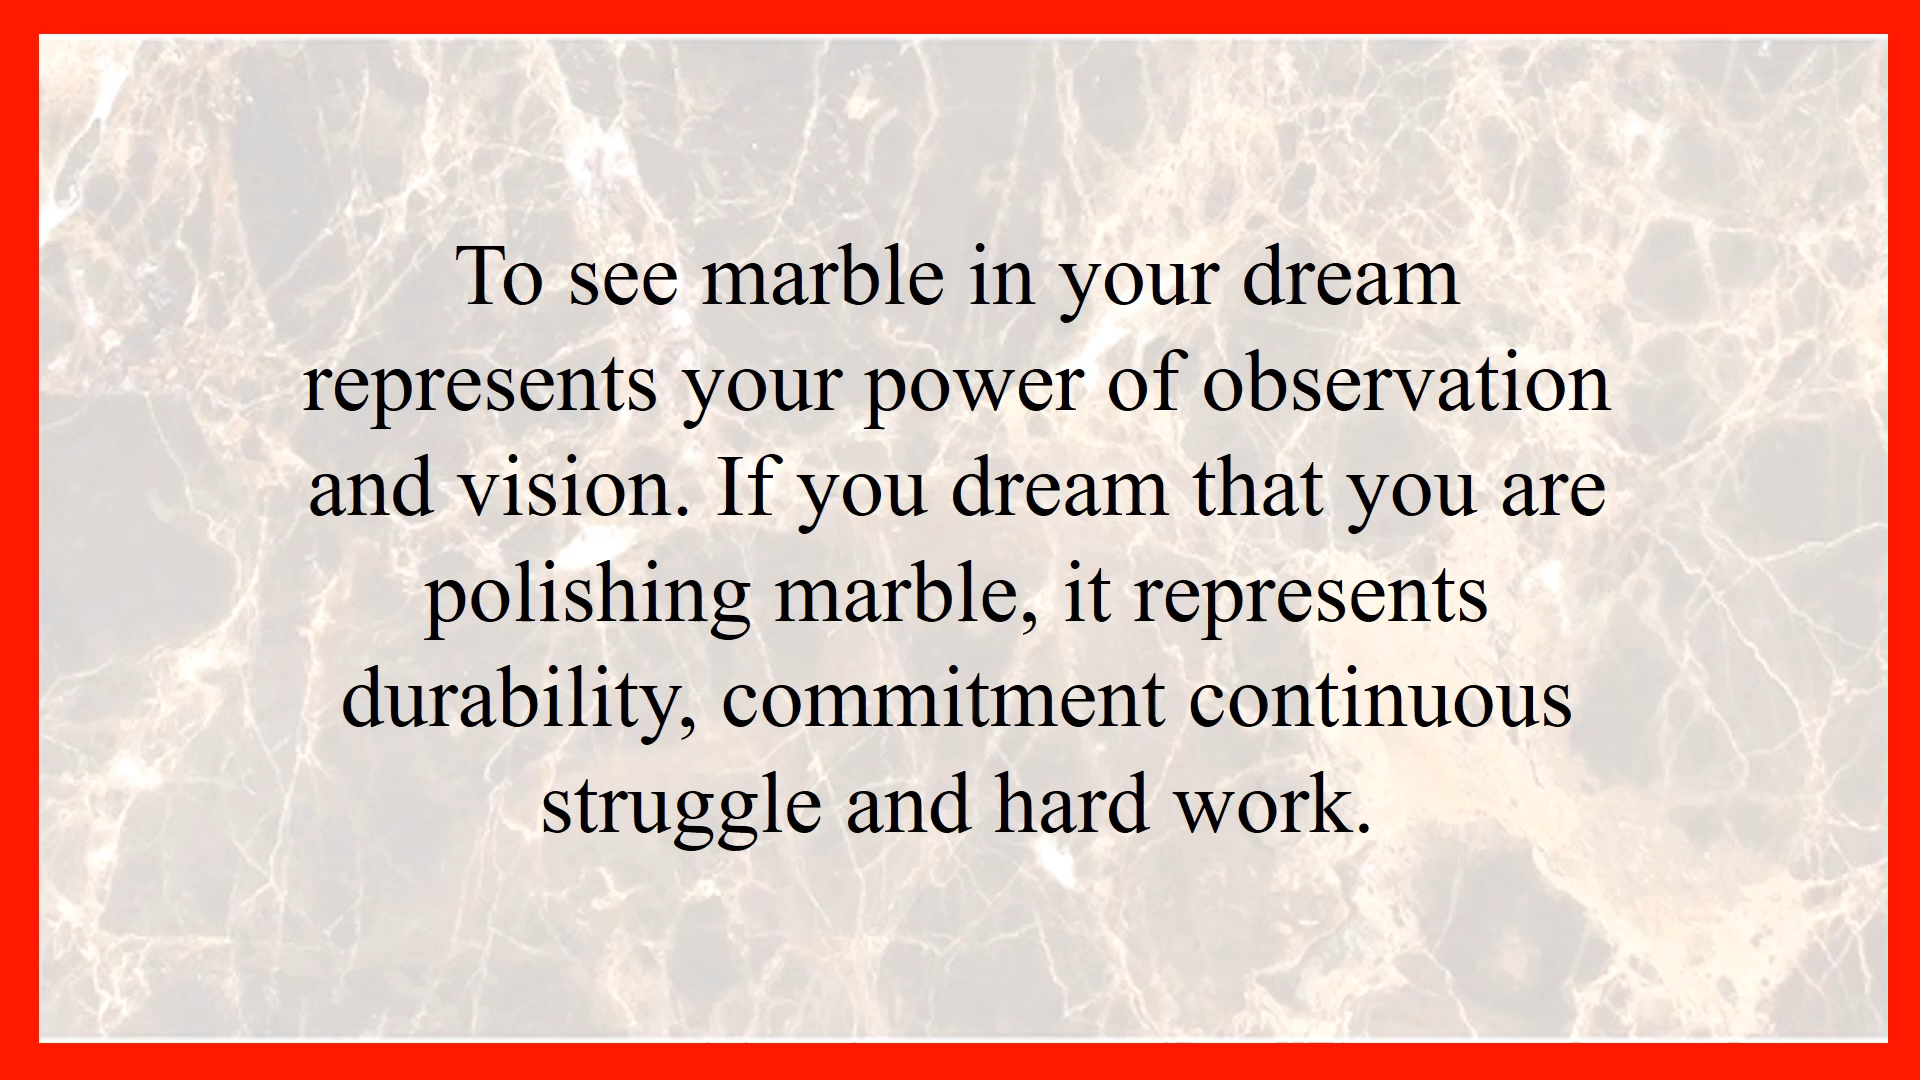 To see marble in your dream
represents your power of observation
and vision. If you dream that you are
polishing marble, it represents
durability, commitment continuous
struggle and hard work.